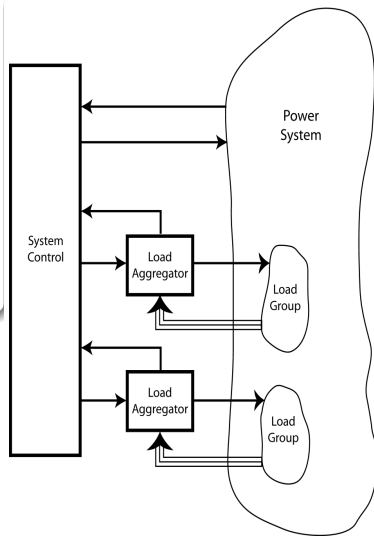 Power
System
System
Control
Load
Aggregator
Load
Group
Load
Aggregator
Load
Group